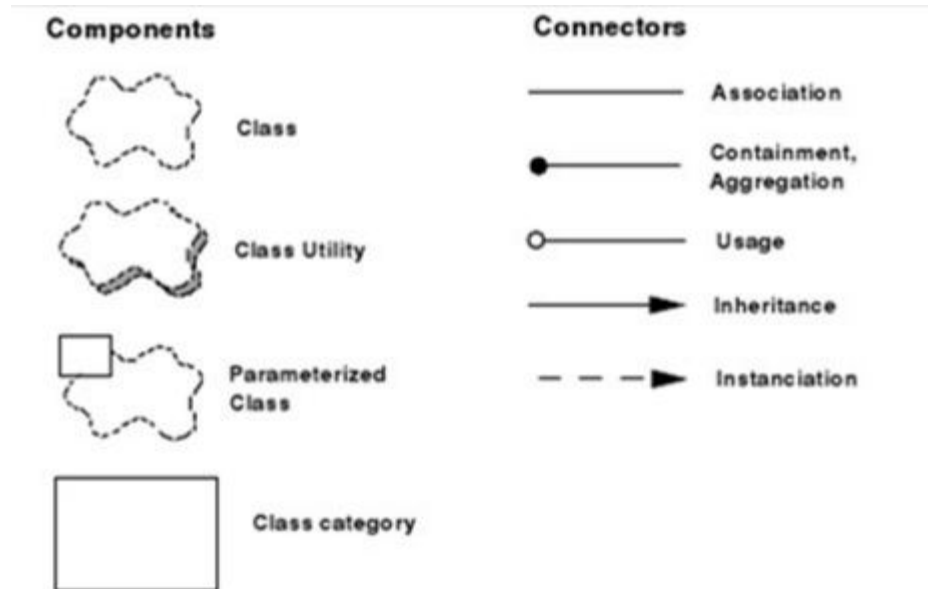 Components
Class
Class Utility
Parameterized
Class
Class category
Connectors
Association
Containment,
Aggregation
Usage
Inheritance
Instanciation